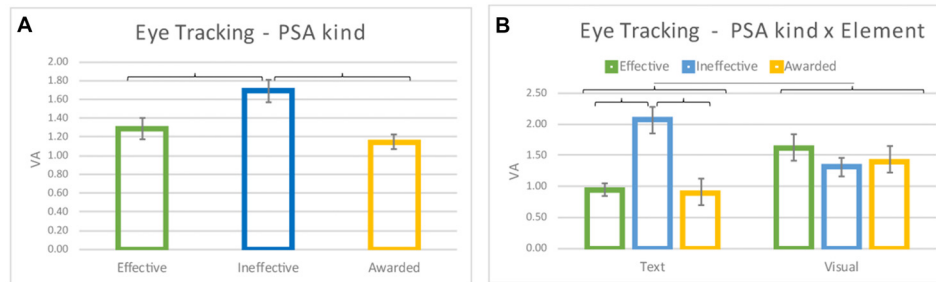 A
Eye Tracking - PSA kind
2.00
1.80
1.60
1.40
1.20
1.00
0.80
0.60
0.40
0.20
0.00
VA
Effective
Ineffective
Awarded
B
Eye Tracking - PSA kind x Element
Effective
Ineffective
Awarded
2.50
2.00
1.50
1.00
0.50
0.00
VA
Text
Visual